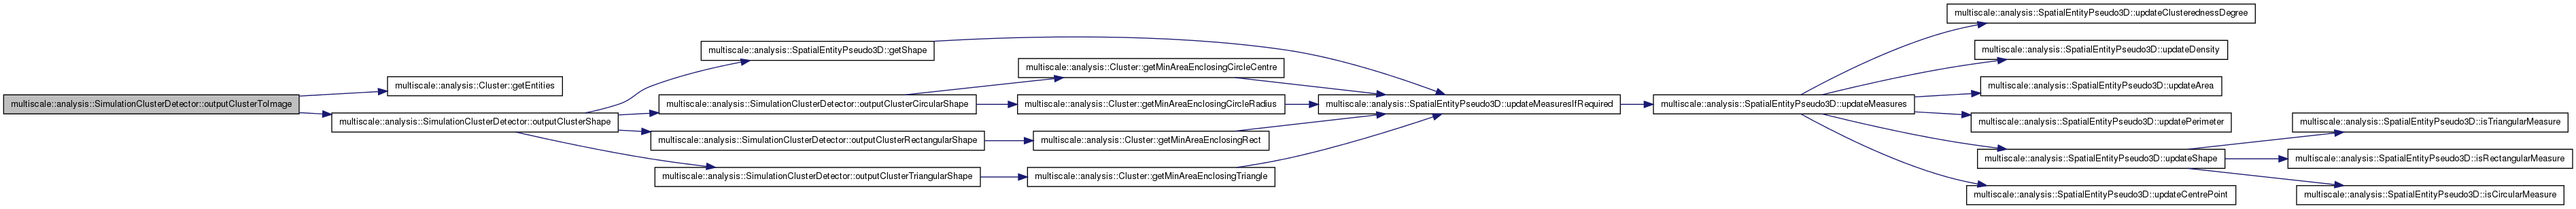 multiscale::analysis::SimulationClusterDetector::outputClusterToImage
multiscale::analysis::Cluster::getEntities
multiscale::analysis::SimulationClusterDetector::outputClusterShape
multiscale::analysis::SpatialEntityPseudo3D::getShape
multiscale::analysis::SimulationClusterDetector::outputClusterCircularShape
multiscale::analysis::SimulationClusterDetector::outputClusterRectangularShape
multiscale::analysis::SimulationClusterDetector::outputClusterTriangularShape
multiscale::analysis::Cluster::getMinAreaEnclosingCircleCentre
multiscale::analysis::Cluster::getMinAreaEnclosingCircleRadius
multiscale::analysis::Cluster::getMinAreaEnclosingRect
multiscale::analysis::Cluster::getMinAreaEnclosingTriangle
multiscale::analysis::SpatialEntityPseudo3D::updateMeasuresIfRequired
multiscale::analysis::SpatialEntityPseudo3D::updateMeasures
multiscale::analysis::SpatialEntityPseudo3D::updateClusterednessDegree
multiscale::analysis::SpatialEntityPseudo3D::updateDensity
multiscale::analysis::SpatialEntityPseudo3D::updateArea
multiscale::analysis::SpatialEntityPseudo3D::updatePerimeter
multiscale::analysis::SpatialEntityPseudo3D::updateShape
multiscale::analysis::SpatialEntityPseudo3D::updateCentrePoint
multiscale::analysis::SpatialEntityPseudo3D::isTriangularMeasure
multiscale::analysis::SpatialEntityPseudo3D::isRectangularMeasure
multiscale::analysis::SpatialEntityPseudo3D::isCircularMeasure